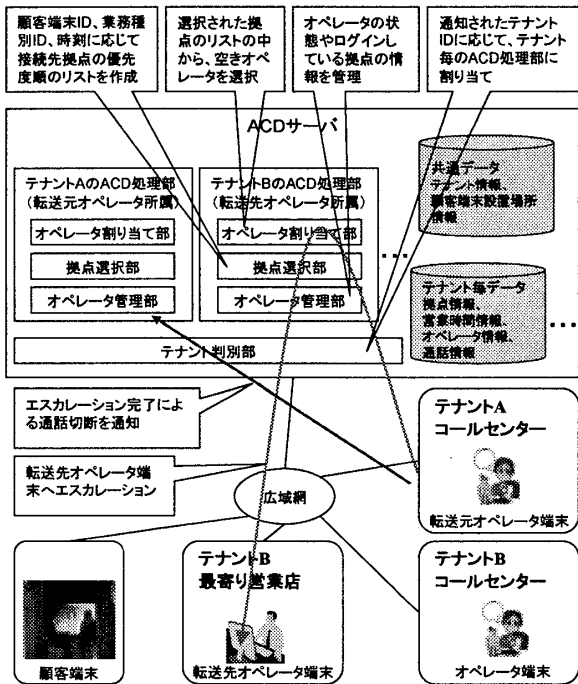 顧客端末ID、業務種
別ID、時刻に応じて
接続先拠点の優先
度順のリストを作成
選択された拠
点のリストの中
から、空きオ
ペレータを選択
オペレータの状
態やログインし
ている拠点の情
報を管理
通知されたテナント
IDに応じて、テナント
毎のACD処理部に
割り当て
ACDサーバ
テナントAのACD処理部
(転送元オペレータ所属)
オペレータ割り当て部
拠点選択部
オペレータ管理部
テナントBのACD処理部
(転送先オペレータ所属)
オペレータ割り当て部
拠点選択部
オペレータ管理部
・・・
共通データ
テナント情報、
顧客端末設置場所
情報
テナント毎データ
拠点情報、
営業時間情報、
オペレータ情報、
通話情報
・・・
テナント判別部
エスカレーション完了によ
る通話切断を通知
転送先オペレータ端
末へエスカレーション
広域網
テナントA
コールセンター
転送元オペレータ端末
顧客端末
テナントB
最寄り営業店
転送先オペレータ端末
テナントB
コールセンター
オペレータ端末